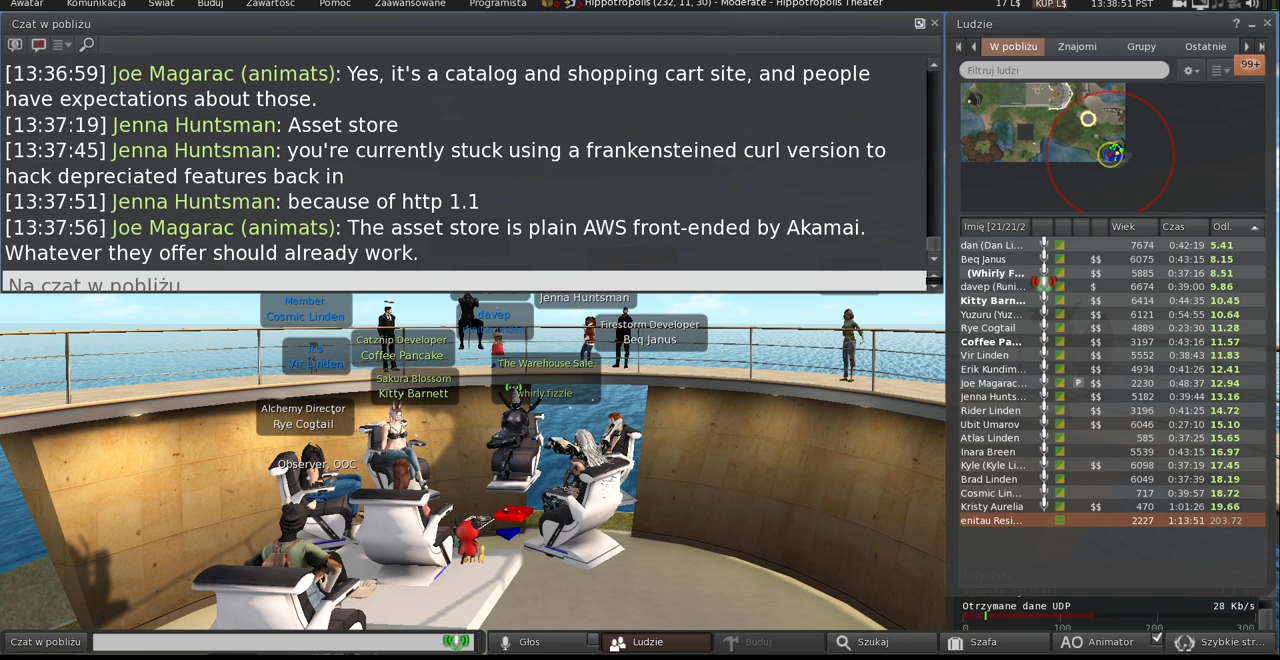 Awatar Komunikacja Świat Buduj Zawartość Pomoc Zaawansowane Programista Hippotropolis (232, 11, 30) - Moderate - Hippotropolis Theater 17 L$ KUP L$ 13:38:51 PST
Czat w pobliżu
[13:36:59] Joe Magarac (animats): Yes, it's a catalog and shopping cart site, and people
have expectations about those.
[13:37:19] Jenna Huntsman: Asset store
[13:37:45] Jenna Huntsman: you're currently stuck using a frankensteined curl version to
hack depreciated features back in
[13:37:51] Jenna Huntsman: because of http 1.1
[13:37:56] Joe Magarac (animats): The asset store is plain AWS front-ended by Akamai.
Whatever they offer should already work.
Na czat w pobliżu
Member
Cosmic Linden
davep
Jenna Huntsman
Firestorm Developer
Beq Janus
it's
Vir Linden
Catznip Developer
Coffee Pancake
The Warehouse Sale
whirly.fizzle
Sakura Blossom
Kitty Barnett
Alchemy Director
Rye Cogtail
Observer, OOC
Ludzie
W pobliżu Znajomi Grupy Ostatnie
Filtruj ludzi
99+
Imię [21/21/2 Wiek Czas Odl.
dan (Dan Li... 7674 0:42:19 5.41
Beq Janus $$ 6075 0:43:15 8.15
(Whirly F... $$ 5885 0:37:16 8.51
davep (Runi... $ 6674 0:39:00 9.86
Kitty Barn... $$ 6414 0:44:35 10.45
Yuzuru (Yuz... $$ 6121 0:54:55 10.64
Rye Cogtail $$ 4889 0:23:30 11.28
Coffee Pa... $$ 3197 0:43:16 11.57
Vir Linden $$ 5552 0:38:43 11.83
Erik Kundim... $$ 4934 0:41:26 12.41
Joe Magarac... P $$ 2230 0:48:37 12.94
Jenna Hunts... $$ 5182 0:39:44 13.16
Rider Linden $$ 3196 0:41:25 14.72
Ubit Umarov $$ 6046 0:27:10 15.10
Atlas Linden 585 0:37:25 15.65
Inara Breen 5539 0:43:15 16.97
Kyle (Kyle Li... $$ 6098 0:37:19 17.45
Brad Linden 6049 0:37:39 18.19
Cosmic Lin... 717 0:39:57 18.72
Kristy Aurelia $$ 470 1:01:26 19.66
enitau Resi... 2227 1:13:51 203.72
Otrzymane dane UDP 28 Kb/s
0 100 200 300
Czat w pobliżu Głos Ludzie Buduj Szukaj Szafa AO Animator Szybkie str...